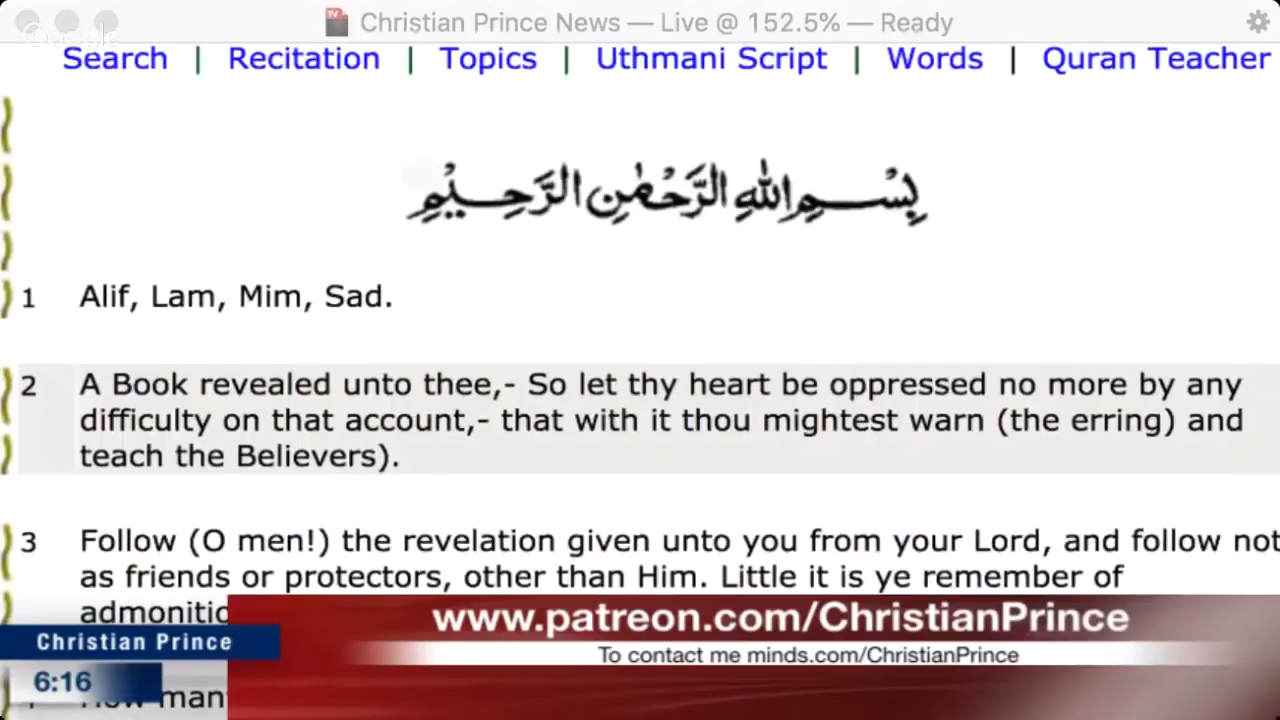 Christian Prince News — Live @ 152.5% — Ready
Google
Search | Recitation | Topics | Uthmani Script | Words | Quran Teacher
بِسْمِ اللهِ الرَّحْمٰنِ الرَّحِيْمِ
1 Alif, Lam, Mim, Sad.
2 A Book revealed unto thee,- So let thy heart be oppressed no more by any
difficulty on that account,- that with it thou mightest warn (the erring) and
teach the Believers).
3 Follow (O men!) the revelation given unto you from your Lord, and follow not
as friends or protectors, other than Him. Little it is ye remember of
www.patreon.com/ChristianPrince
Christian Prince
To contact me minds.com/ChristianPrince
6:16